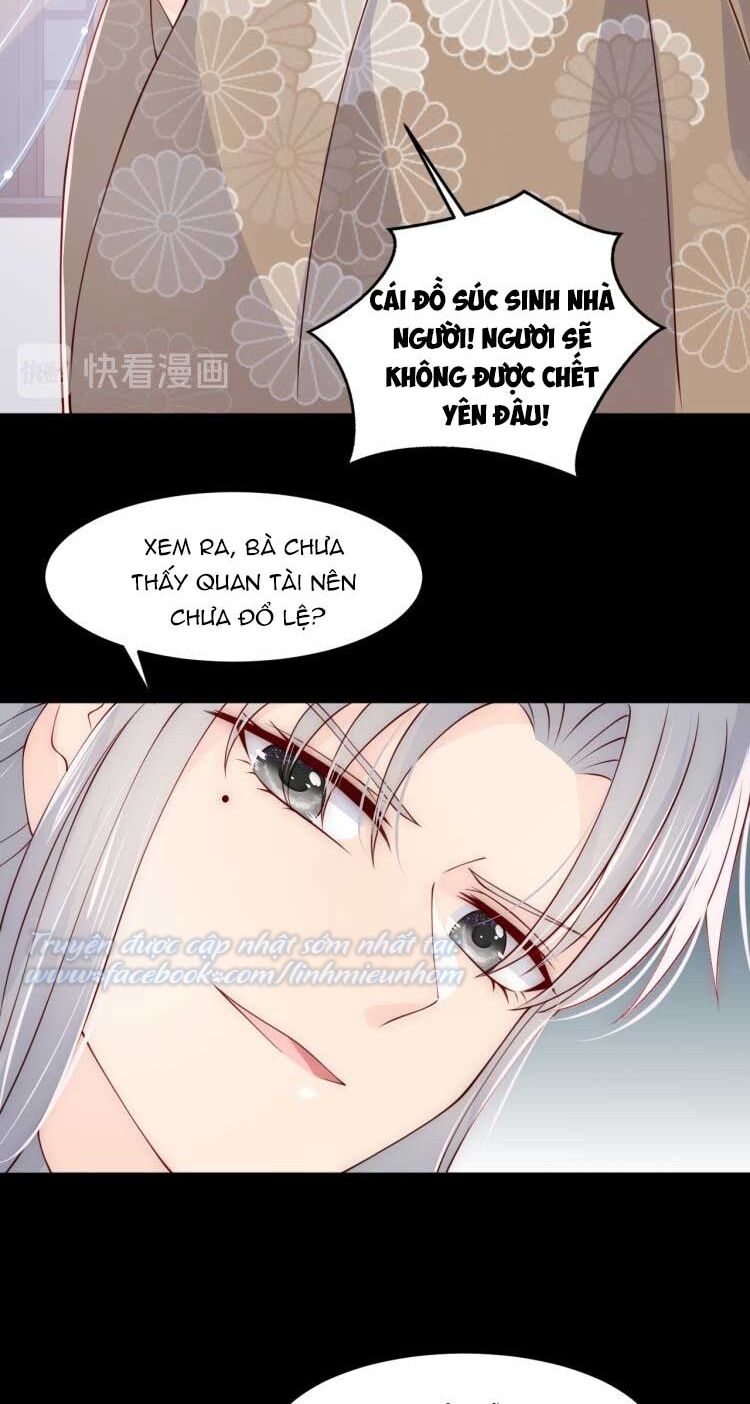 CÁI ĐỒ SÚC SINH NHÀ
NGƯỜI! NGƯƠI SẼ
KHÔNG ĐƯỢC CHẾT
YÊN ĐÂU!
快看漫画
XEM RA, BÀ CHƯA
THẤY QUAN TÀI NÊN
CHƯA ĐỔ LỆ?
Truyện được cập nhật sớm nhất tại
www.facebook.com/linhmieunhom